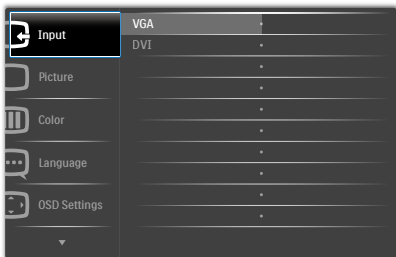 Input
VGA
DVI
Picture
Color
Language
OSD Settings